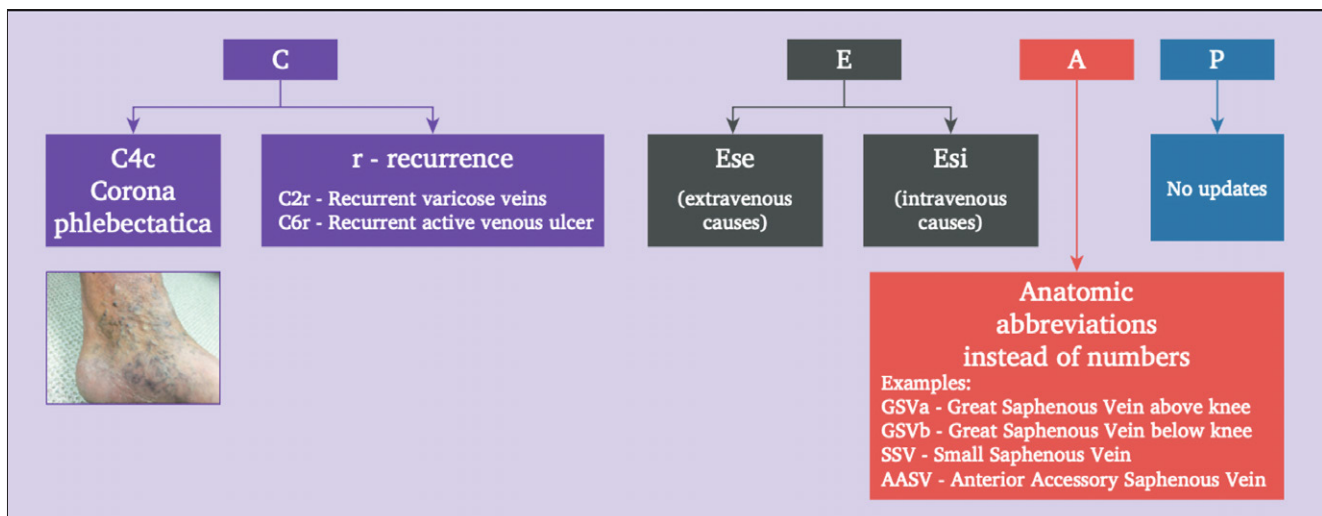 C
E
A
P
C4c
Corona
phlebectatica
r - recurrence
C2r - Recurrent varicose veins
C6r - Recurrent active venous ulcer
Ese
(extravenous
causes)
Esi
(intravenous
causes)
No updates
Anatomic
abbreviations
instead of numbers
Examples:
GSVa - Great Saphenous Vein above knee
GSVb - Great Saphenous Vein below knee
SSV - Small Saphenous Vein
AASV - Anterior Accessory Saphenous Vein